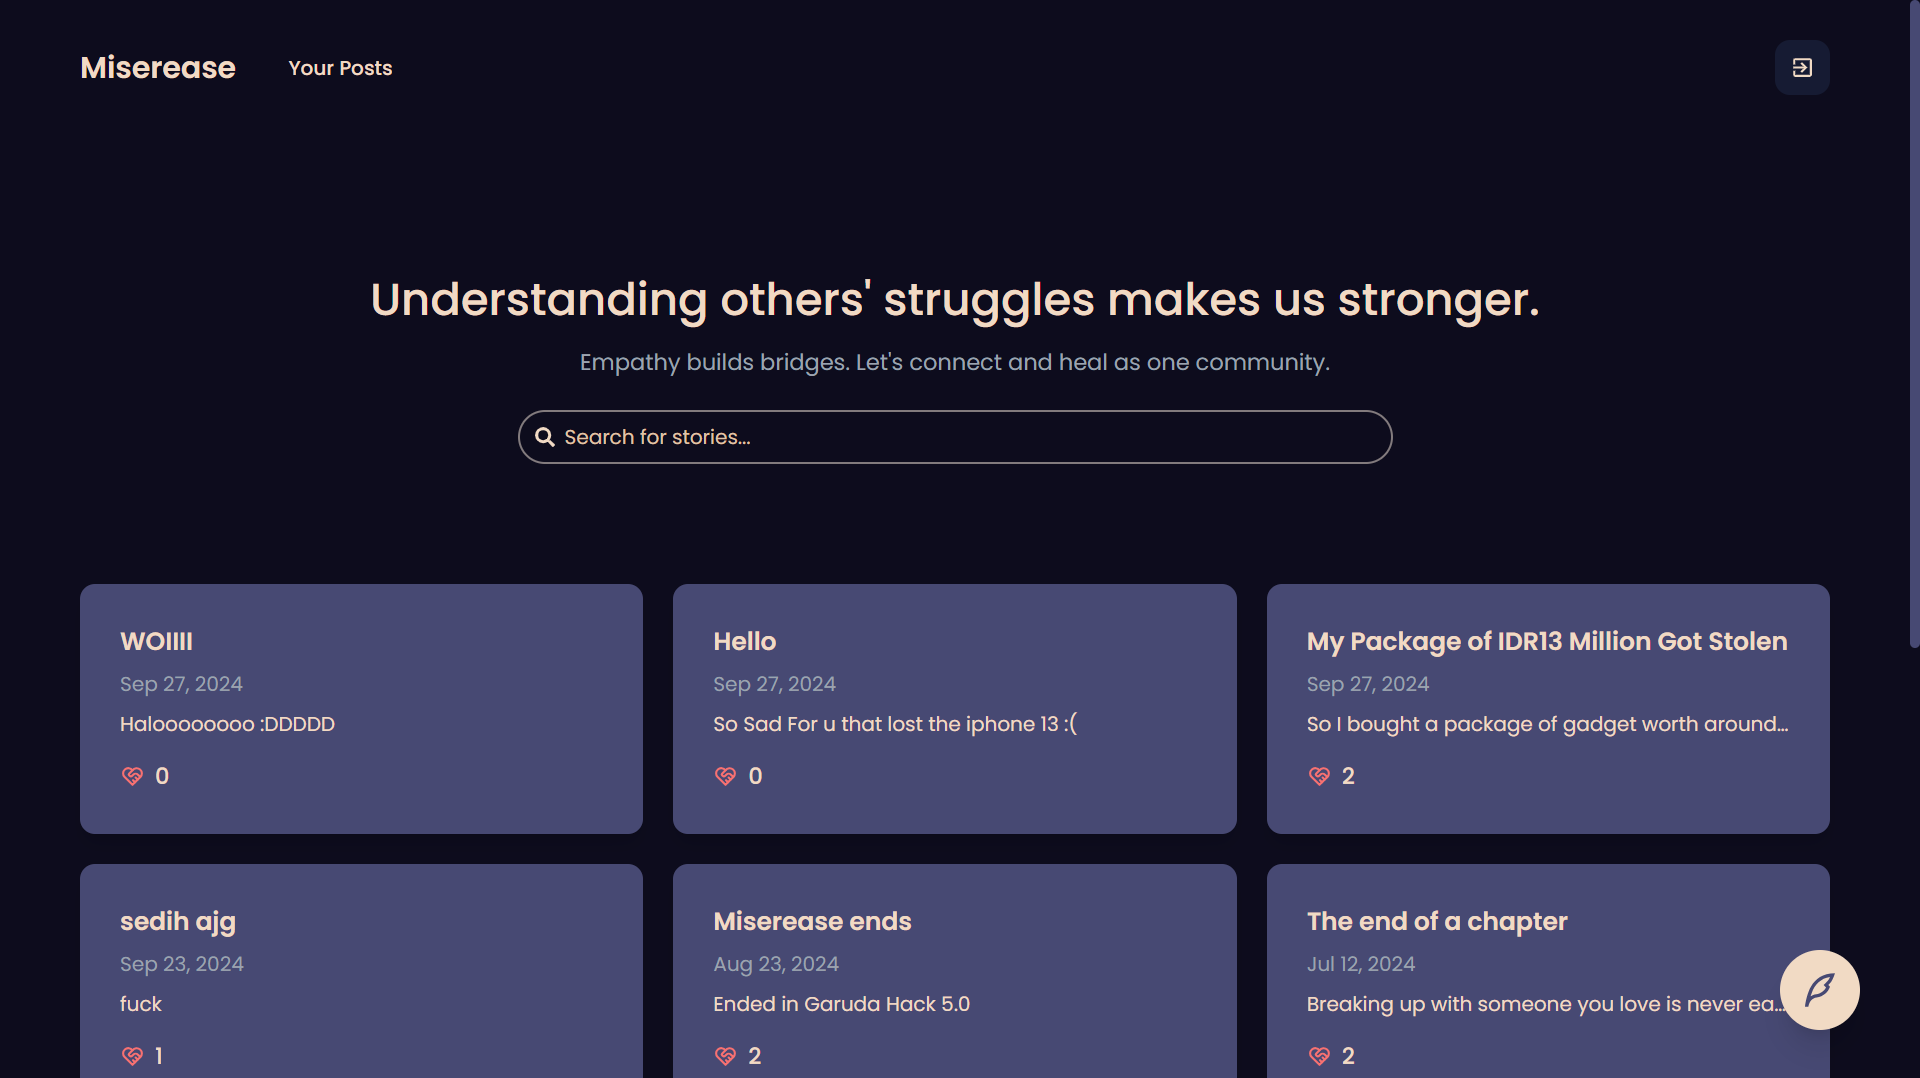 Miserease
Your Posts
Understanding others' struggles makes us stronger.
Empathy builds bridges. Let's connect and heal as one community.
Search for stories...
WOIIII
Sep 27, 2024
Haloooooooo :DDDDD
0
Hello
Sep 27, 2024
So Sad For u that lost the iphone 13 :(
0
My Package of IDR13 Million Got Stolen
Sep 27, 2024
So I bought a package of gadget worth around...
2
sedih ajg
Sep 23, 2024
fuck
1
Miserease ends
Aug 23, 2024
Ended in Garuda Hack 5.0
2
The end of a chapter
Jul 12, 2024
Breaking up with someone you love is never ea...
2